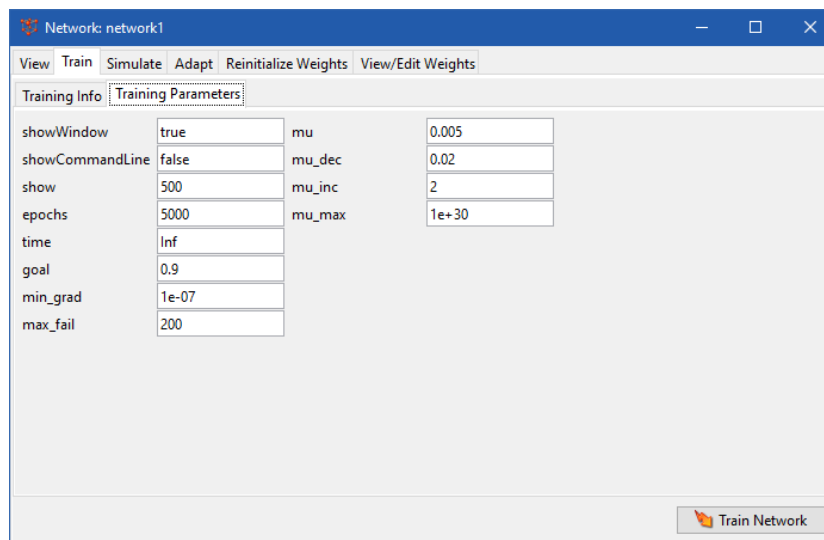 Network: network1
View Train Simulate Adapt Reinitialize Weights View/Edit Weights
Training Info Training Parameters
showWindow true mu 0.005
showCommandLine false mu_dec 0.02
show 500 mu_inc 2
epochs 5000 mu_max 1e+30
time Inf
goal 0.9
min_grad 1e-07
max_fail 200
Train Network